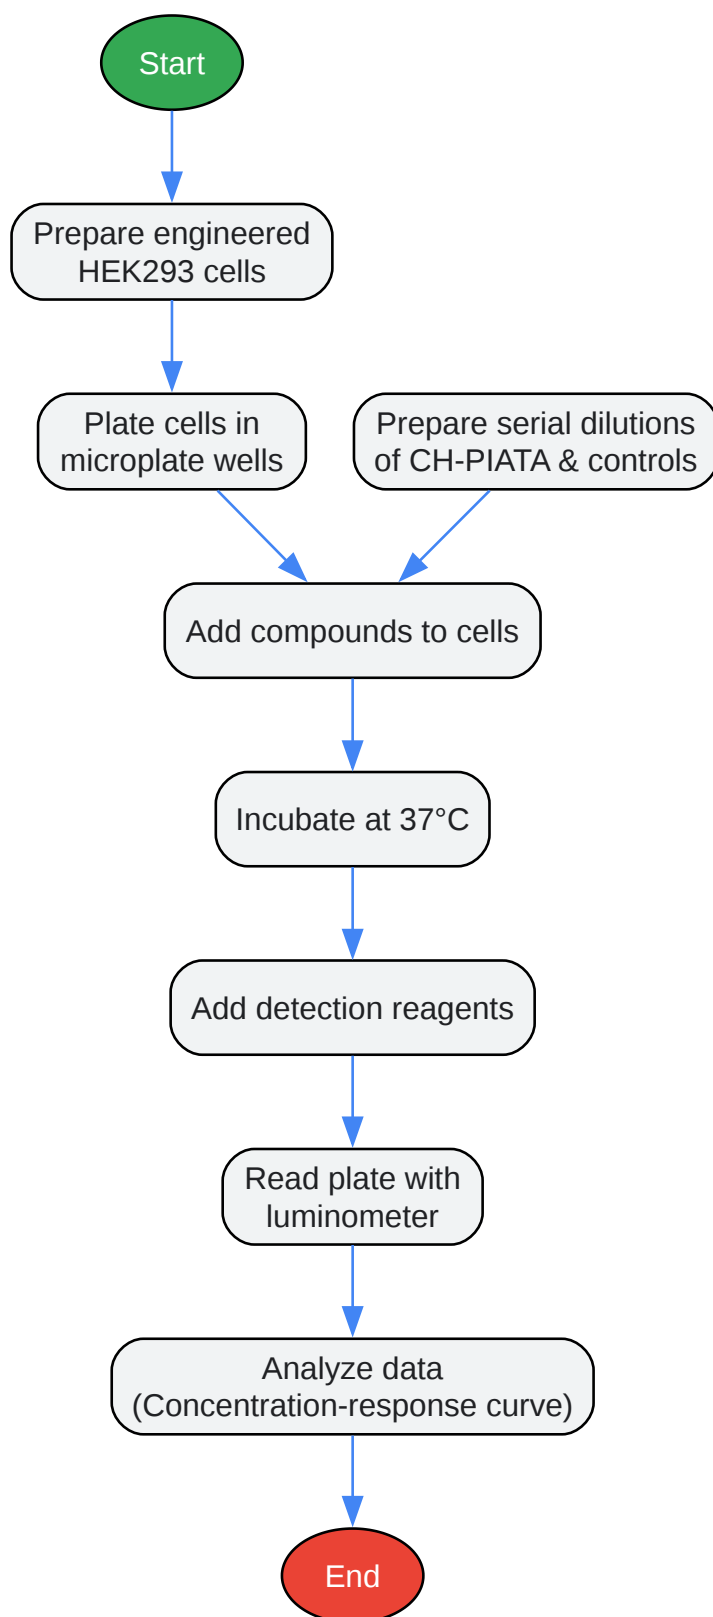 Start
Prepare engineered
HEK293 cells
Plate cells in
microplate wells
Prepare serial dilutions
of CH-PIATA & controls
Add compounds to cells
Incubate at 37°C
Add detection reagents
Read plate with
luminometer
Analyze data
(Concentration-response curve)
End